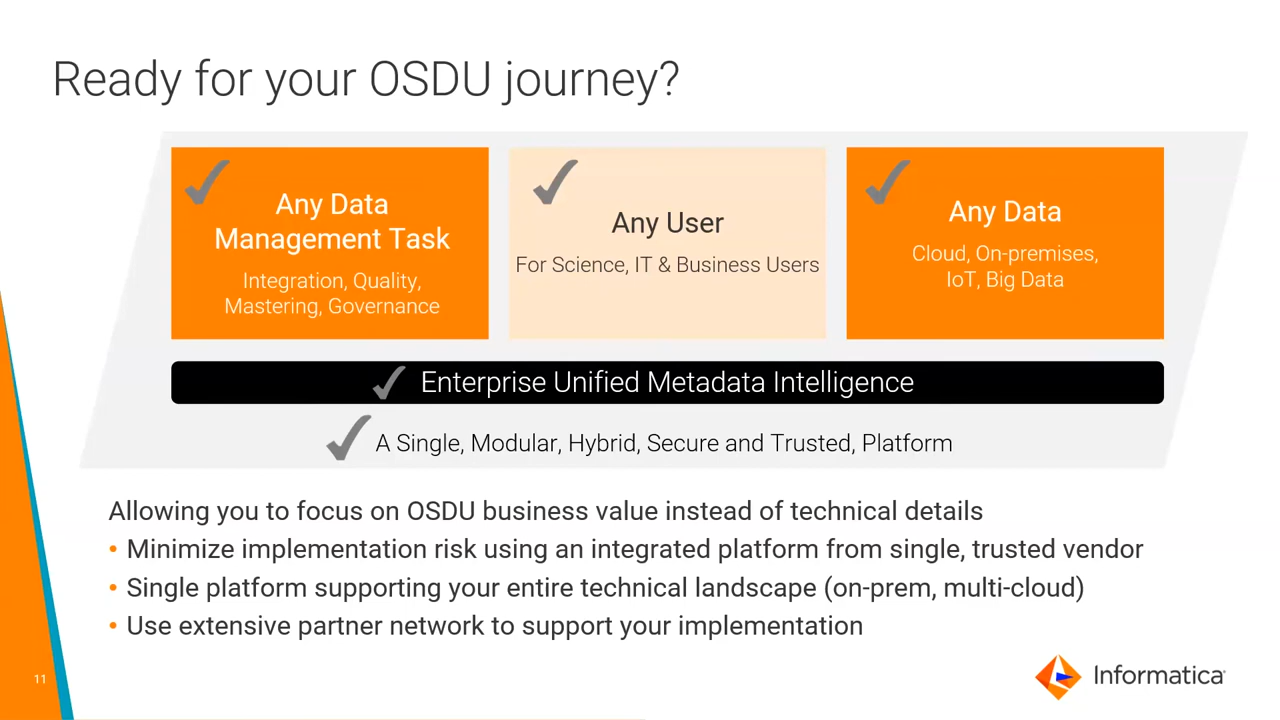 Ready for your OSDU journey?
Any Data
Management Task
Integration, Quality,
Mastering, Governance
Any User
For Science, IT & Business Users
Any Data
Cloud, On-premises,
IoT, Big Data
Enterprise Unified Metadata Intelligence
A Single, Modular, Hybrid, Secure and Trusted, Platform
Allowing you to focus on OSDU business value instead of technical details
• Minimize implementation risk using an integrated platform from single, trusted vendor
• Single platform supporting your entire technical landscape (on-prem, multi-cloud)
• Use extensive partner network to support your implementation
11
Informatica